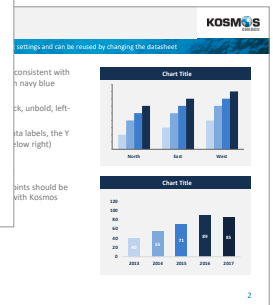 KOSMOS
settings and can be reused by changing the datasheet
consistent with
navy blue
ck, unbold, left-
ta labels, the Y
elow right)
oints should be
with Kosmos
Chart Title
North East West
Chart Title
120
100
80
60
40
20
0
40 55 71 89 85
2013 2014 2015 2016 2017
2